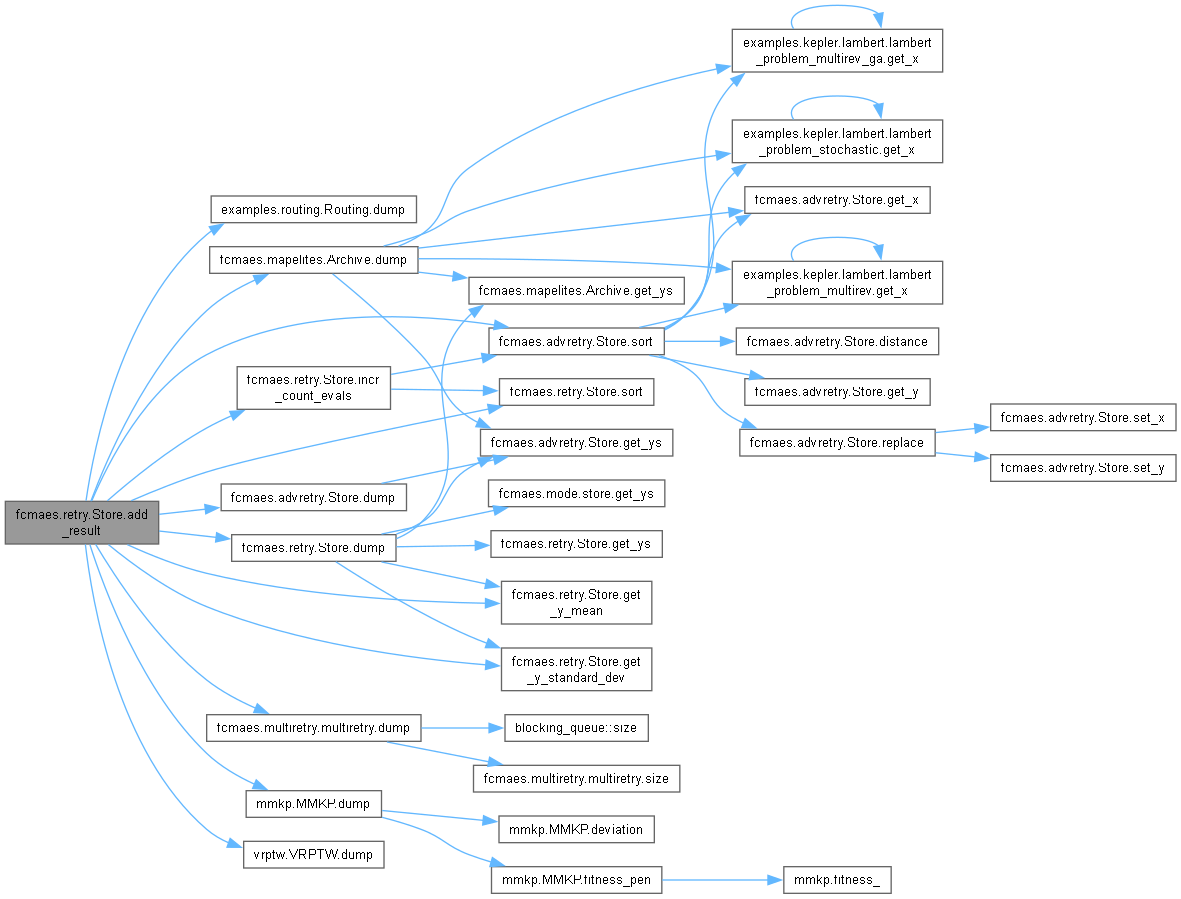 examples.kepler.lambert.lambert
_problem_multirev_ga.get_x
examples.kepler.lambert.lambert
_problem_stochastic.get_x
examples.routing.Routing.dump
fcmaes.advretry.Store.get_x
fcmaes.mapelites.Archive.dump
examples.kepler.lambert.lambert
_problem_multirev.get_x
fcmaes.mapelites.Archive.get_ys
fcmaes.advretry.Store.sort
fcmaes.advretry.Store.distance
fcmaes.retry.Store.incr
_count_evals
fcmaes.retry.Store.sort
fcmaes.advretry.Store.get_y
fcmaes.advretry.Store.set_x
fcmaes.advretry.Store.get_ys
fcmaes.advretry.Store.replace
fcmaes.advretry.Store.set_y
fcmaes.advretry.Store.dump
fcmaes.mode.store.get_ys
fcmaes.retry.Store.add
_result
fcmaes.retry.Store.dump
fcmaes.retry.Store.get_ys
fcmaes.retry.Store.get
_y_mean
fcmaes.retry.Store.get
_y_standard_dev
fcmaes.multiretry.multiretry.dump
blocking_queue::size
fcmaes.multiretry.multiretry.size
mmkp.MMKP.dump
mmkp.MMKP.deviation
vrptw.VRPTW.dump
mmkp.MMKP.fitness_pen
mmkp.fitness_